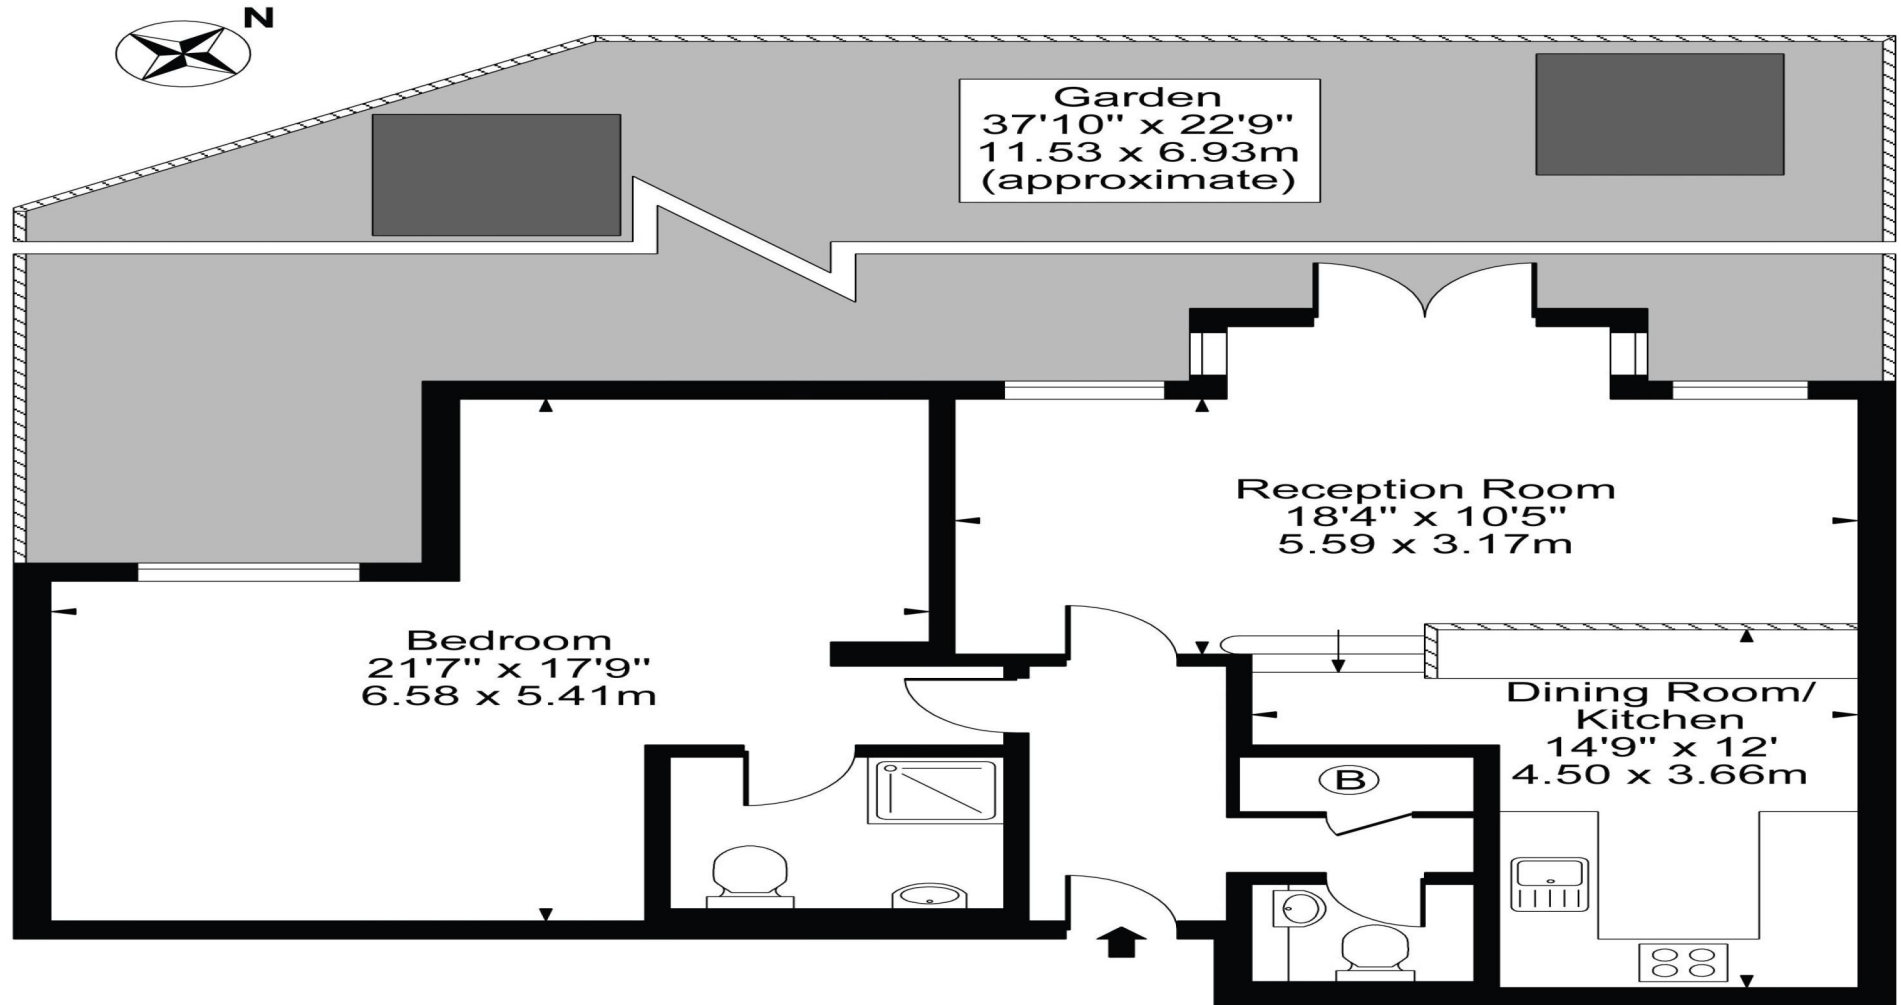 N
Garden
37'10" x 22'9"
11.53 x 6.93m
(approximate)
Reception Room
18'4" x 10'5"
5.59 x 3.17m
Bedroom
21'7" x 17'9"
6.58 x 5.41m
Dining Room/
Kitchen
14'9" x 12'
4.50 x 3.66m
B